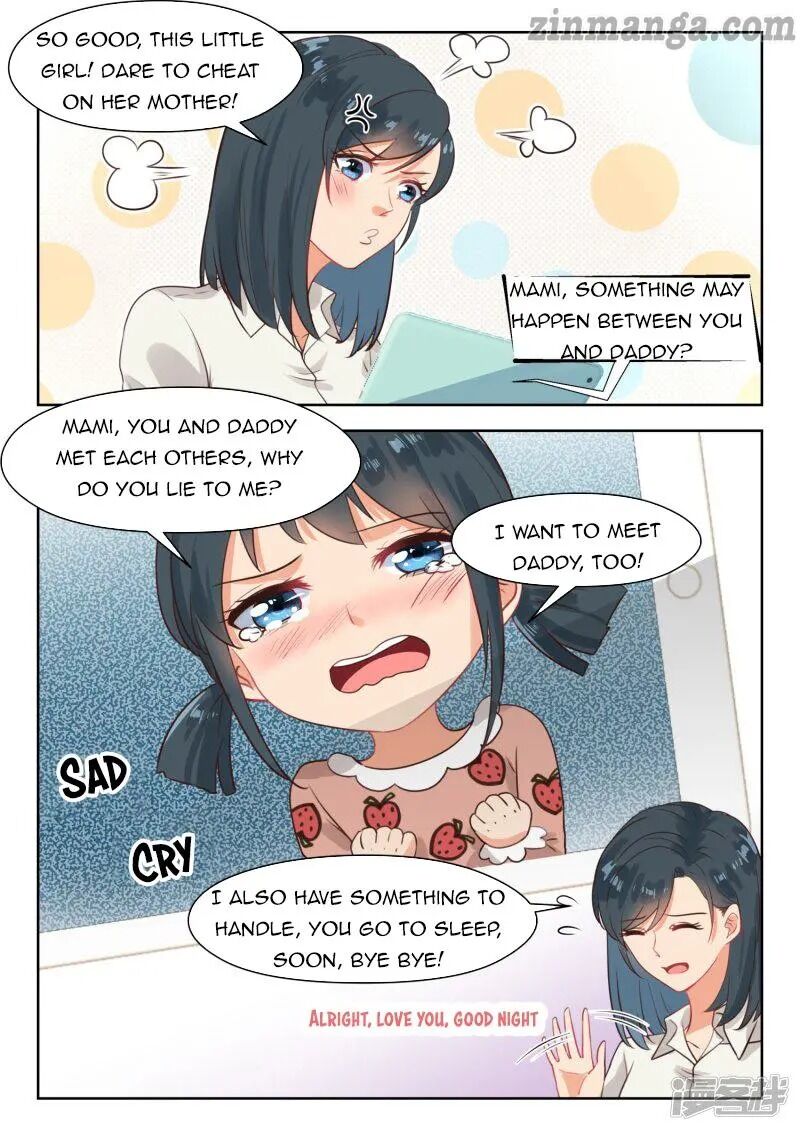 zinmanga.com
SO GOOD, THIS LITTLE
GIRL! DARE TO CHEAT
ON HER MOTHER!
MAMI, SOMETHING MAY
HAPPEN BETWEEN YOU
AND DADDY?
MAMI, YOU AND DADDY
MET EACH OTHERS, WHY
DO YOU LIE TO ME?
I WANT TO MEET
DADDY, TOO!
SAD
CRY
I ALSO HAVE SOMETHING TO
HANDLE, YOU GO TO SLEEP,
SOON, BYE BYE!
ALRIGHT, LOVE YOU, GOOD NIGHT
漫客栈